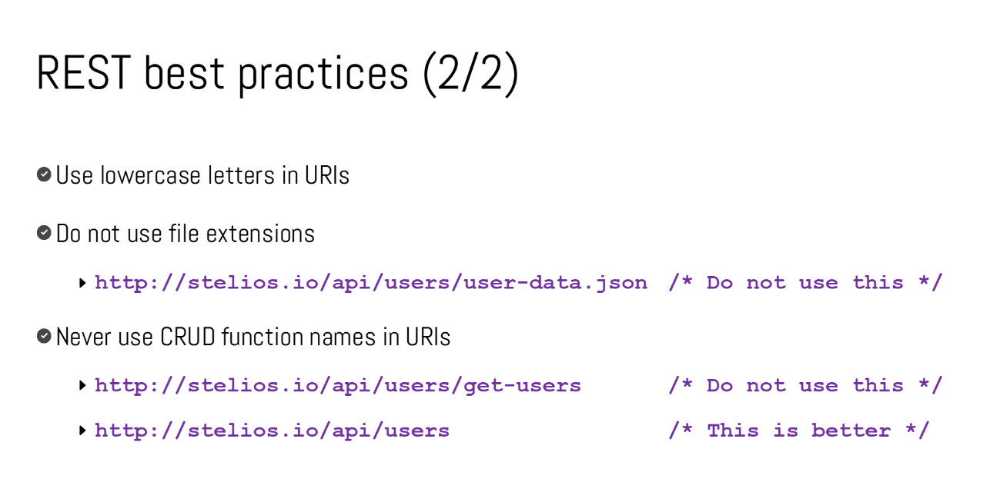 REST best practices (2/2)
Use lowercase letters in URIs
Do not use file extensions
http://stelios.io/api/users/user-data.json /* Do not use this */
Never use CRUD function names in URIs
http://stelios.io/api/users/get-users /* Do not use this */
http://stelios.io/api/users /* This is better */